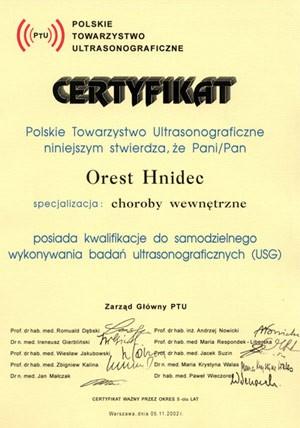 PTU
POLSKIE
TOWARZYSTWO
ULTRASONOGRAFICZNE
CERTYFIKAT
Polskie Towarzystwo Ultrasonograficzne
niniejszym stwierdza, że Pani/Pan
Orest Hnidec
specjalizacja: choroby wewnętrzne
posiada kwalifikacje do samodzielnego
wykonywania badań ultrasonograficznych (USG)
Zarząd Główny PTU
Prof dr hab. med. Romuald Dębski
Prof dr hab. inż. Andrzej Nowicki
Dr n. med. Ireneusz Gierbliński
Prof dr hab. med. Maria Respondek-Liberska
Prof dr hab. med. Wiesław Jakubowski
Prof dr hab. med. Jacek Suzin
Prof dr hab. med. Zbigniew Kalina
Dr n. med. Maria Krystyna Walas
Dr n. med. Jan Mańczak
Dr hab. med. Paweł Wieczorek
CERTYFIKAT WAŻNY PRZEZ OKRES 5-ciu LAT
Warszawa, dnia 05.11.2002 r.